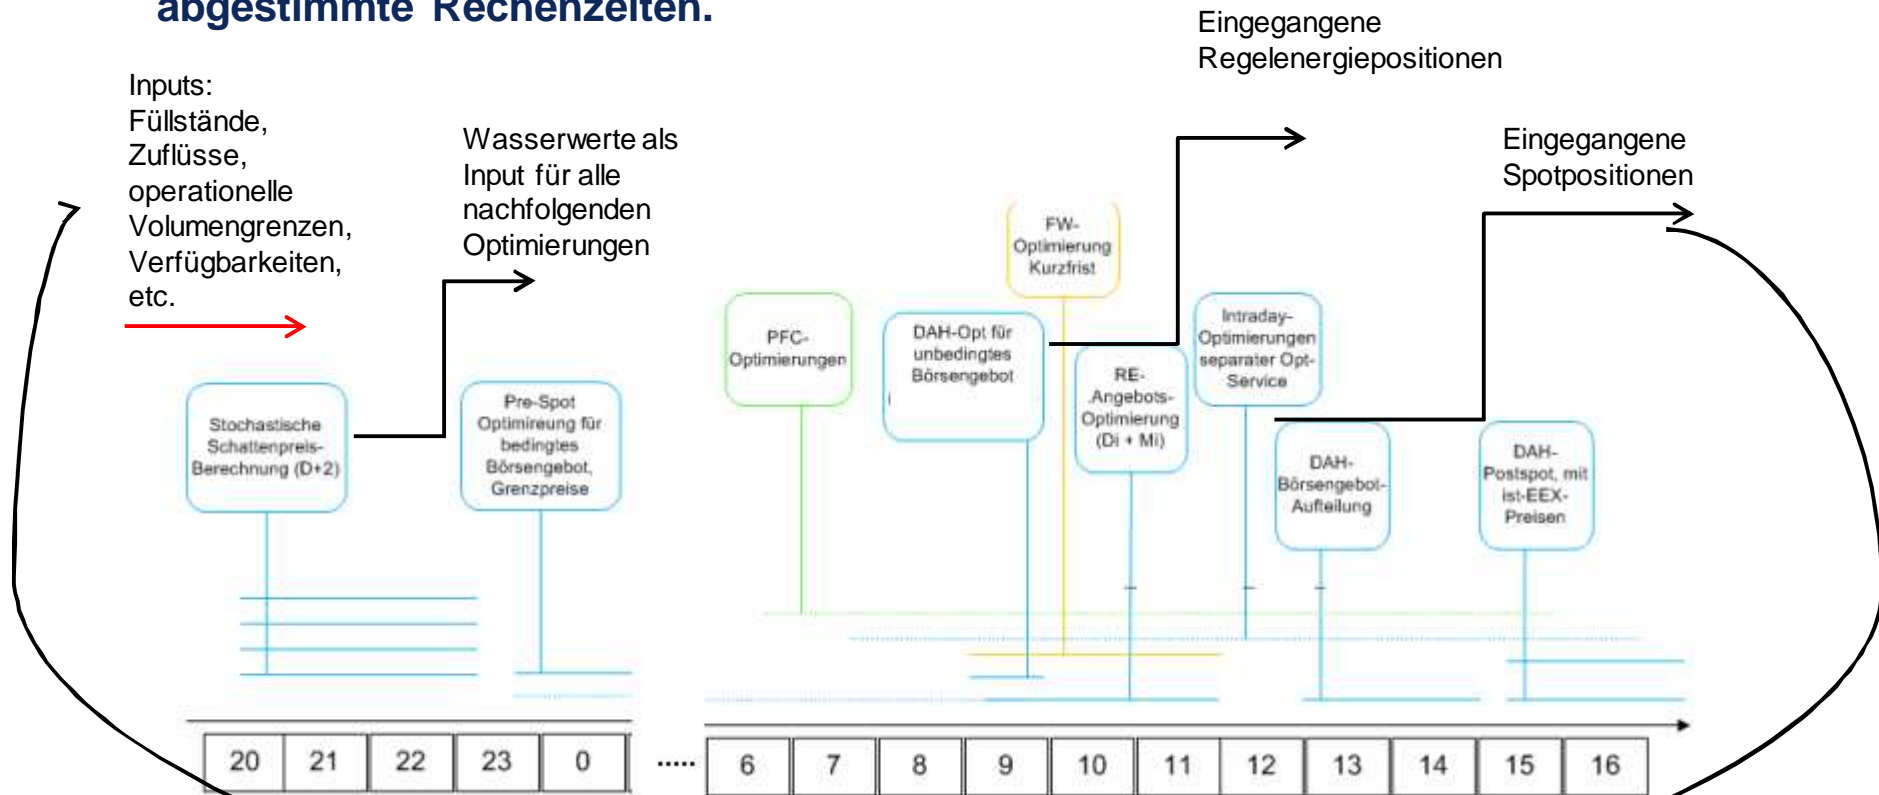 abgestimmte Rechenzeiten.
Inputs:
Füllstände,
Zuflüsse,
operationelle
Volumengrenzen,
Verfügbarkeiten,
etc.
Wasserwerte als
Input für alle
nachfolgenden
Optimierungen
Eingegangene
Regelenergiepositionen
Eingegangene
Spotpositionen
Stochastische
Schattenpreis-
Berechnung (D+2)
Pre-Spot
Optimireung für
bedingtes
Börsengebot,
Grenzpreise
PFC-
Optimierungen
DAH-Opt für
unbedingtes
Börsengebot
FW-
Optimierung
Kurzfrist
RE-
.Angebots-
Optimierung
(Di + Mi)
Intraday-
Optimierungen
separater Opt-
Service
DAH-
Börsengebot-
Aufteilung
DAH-
Postspot, mit
ist-EEX-
Preisen
20 21 22 23 0 ..... 6 7 8 9 10 11 12 13 14 15 16